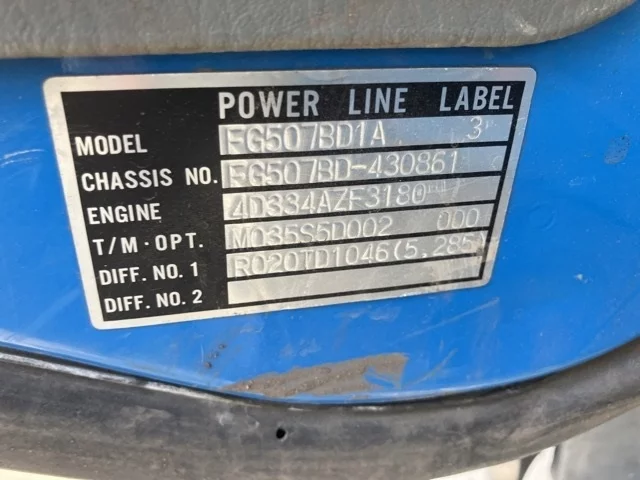 POWER LINE LABEL
MODEL FG507BD1A 3
CHASSIS NO. FG507BD-430861
ENGINE 4D334AZF3180
T/M·OPT. M035S5D002 000
DIFF. NO. 1 R020TD1046(5.285)
DIFF. NO. 2